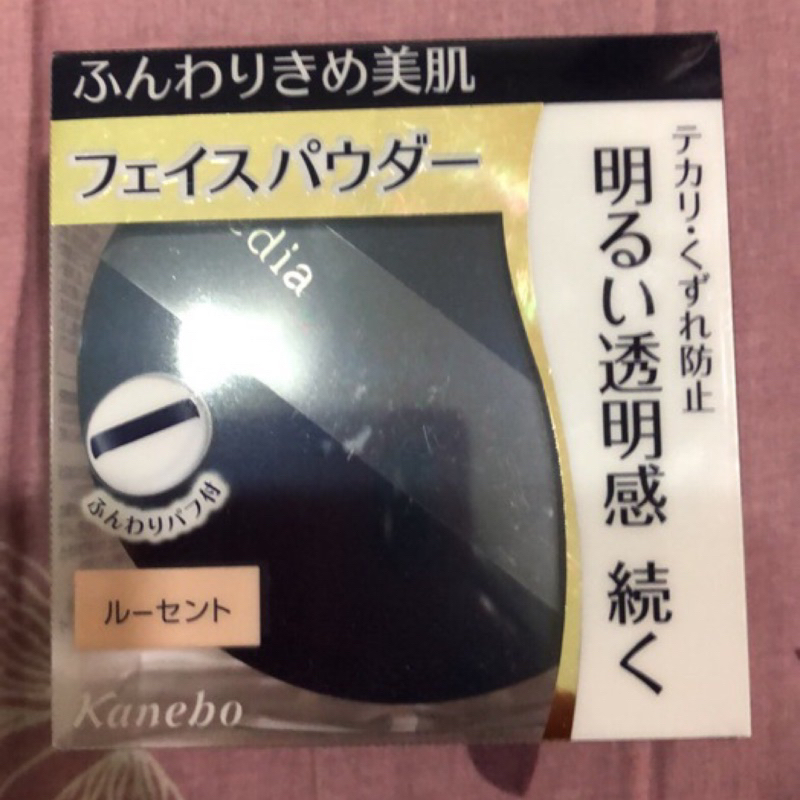 ふんわりきめ美肌
フェイスパウダー
テカリ・くずれ防止
明るい透明感 続く
edia
ふんわりパフ付
ルーセント
Kanebo